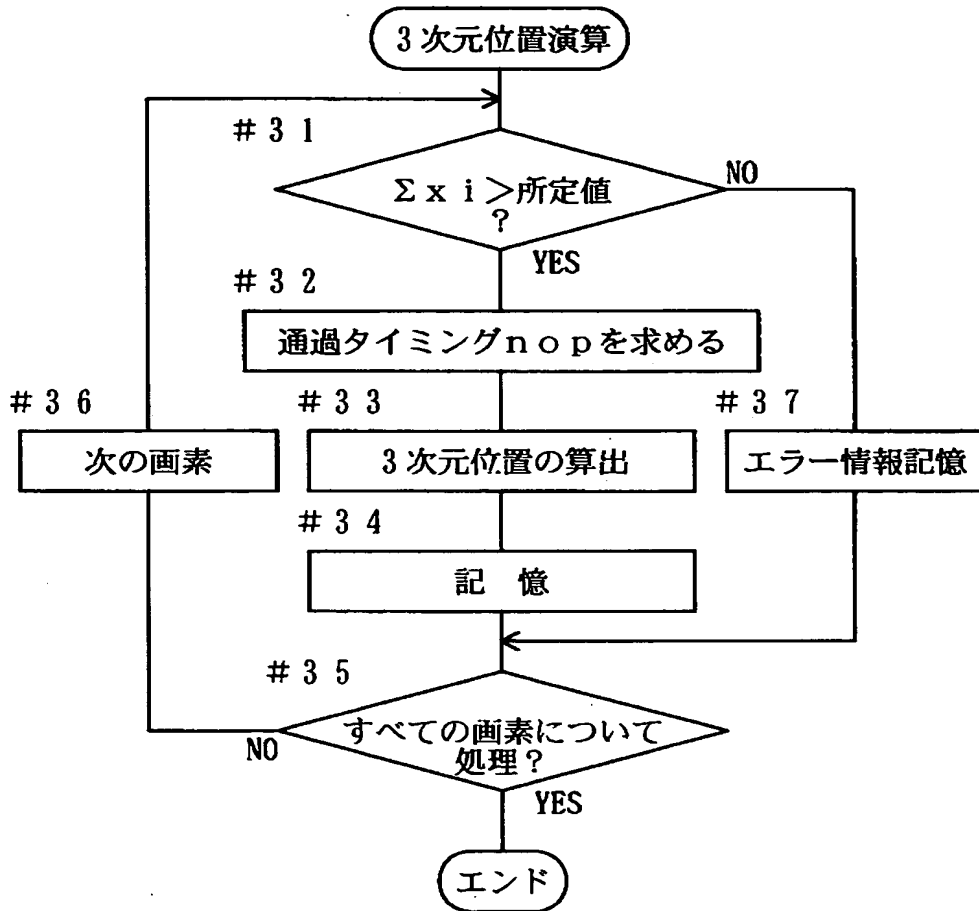 3次元位置演算
#31
Σxi>所定値
?
NO
YES
#32
通過タイミングnopを求める
#36
次の画素
#33
3次元位置の算出
#37
エラー情報記憶
#34
記 憶
#35
すべての画素について
処理?
NO
YES
エンド